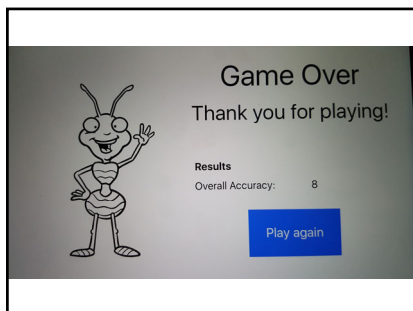 Game Over
Thank you for playing!
Results
Overall Accuracy: 8
Play again